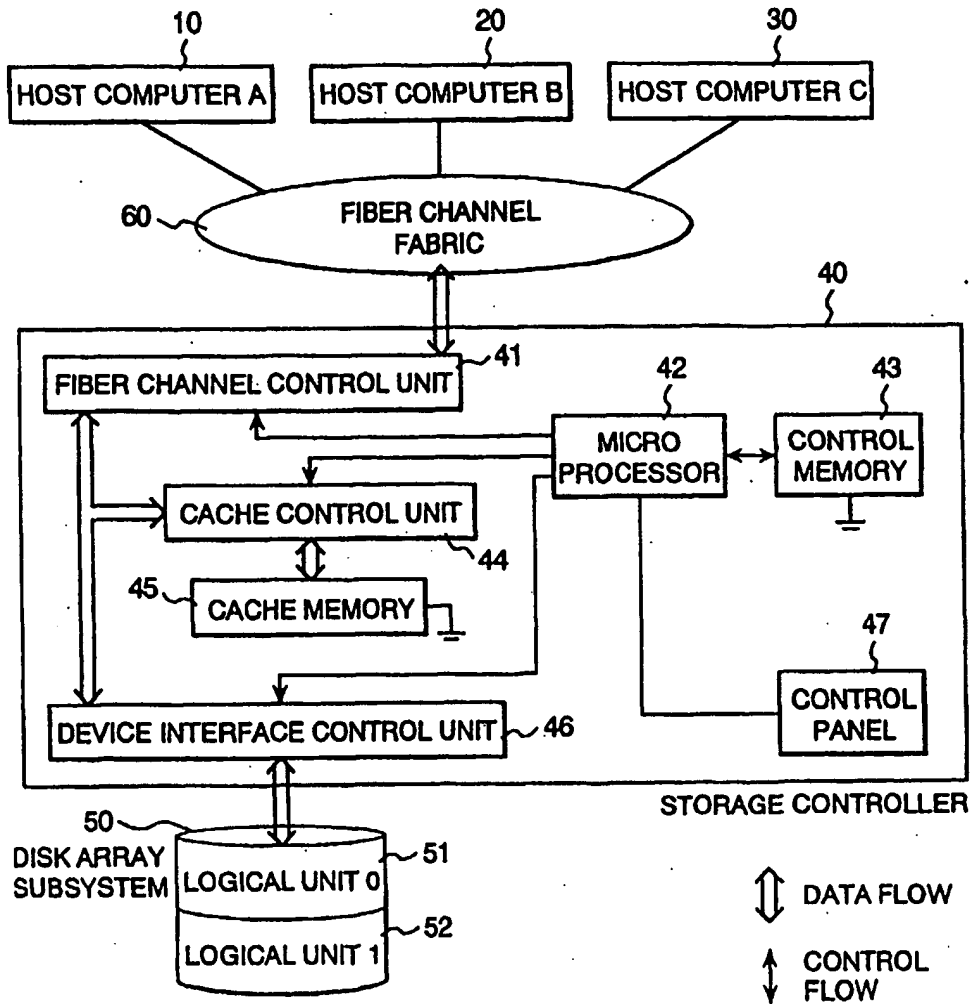 10
20
30
HOST COMPUTER A
HOST COMPUTER B
HOST COMPUTER C
60
FIBER CHANNEL
FABRIC
40
41
FIBER CHANNEL CONTROL UNIT
42
43
MICRO
PROCESSOR
CONTROL
MEMORY
CACHE CONTROL UNIT
44
45
CACHE MEMORY
47
CONTROL
PANEL
DEVICE INTERFACE CONTROL UNIT
46
STORAGE CONTROLLER
50
DISK ARRAY
SUBSYSTEM
51
LOGICAL UNIT 0
52
LOGICAL UNIT 1
DATA FLOW
CONTROL
FLOW